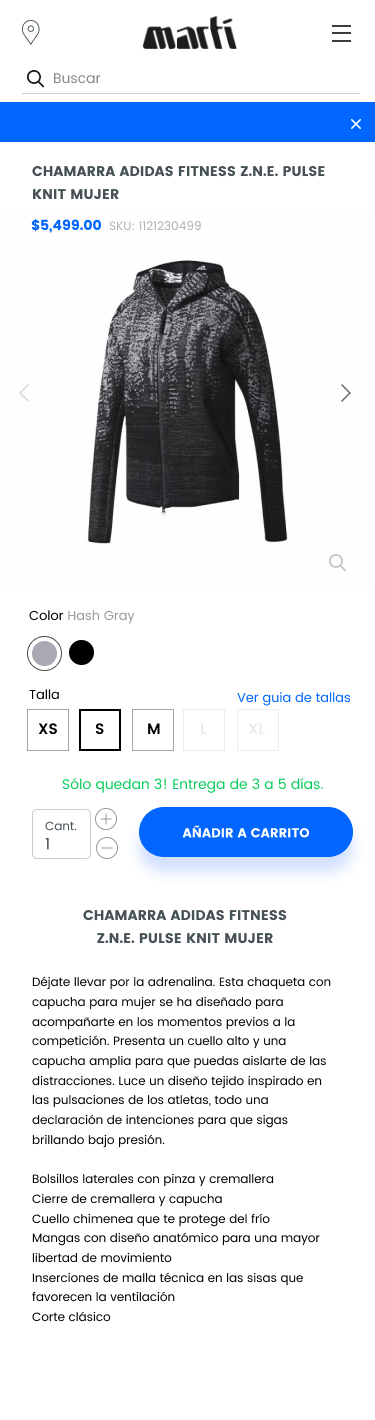 martí
Buscar
CHAMARRA ADIDAS FITNESS Z.N.E. PULSE
KNIT MUJER
$5,499.00 SKU: 1121230499
Color Hash Gray
Talla
Ver guia de tallas
XS S M L XL
Sólo quedan 3! Entrega de 3 a 5 días.
Cant.
1
AÑADIR A CARRITO
CHAMARRA ADIDAS FITNESS
Z.N.E. PULSE KNIT MUJER
Déjate llevar por la adrenalina. Esta chaqueta con
capucha para mujer se ha diseñado para
acompañarte en los momentos previos a la
competición. Presenta un cuello alto y una
capucha amplia para que puedas aislarte de las
distracciones. Luce un diseño tejido inspirado en
las pulsaciones de los atletas, todo una
declaración de intenciones para que sigas
brillando bajo presión.
Bolsillos laterales con pinza y cremallera
Cierre de cremallera y capucha
Cuello chimenea que te protege del frío
Mangas con diseño anatómico para una mayor
libertad de movimiento
Inserciones de malla técnica en las sisas que
favorecen la ventilación
Corte clásico